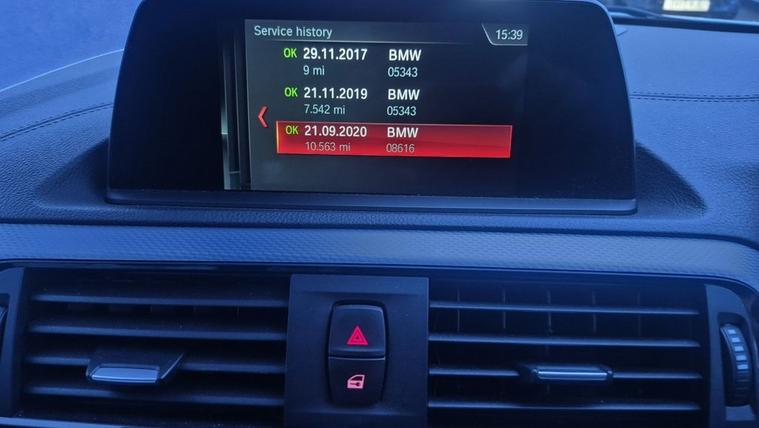 Service history 15:39
OK 29.11.2017 BMW
9 mi 05343
OK 21.11.2019 BMW
7.542 mi 05343
OK 21.09.2020 BMW
10.563 mi 08616